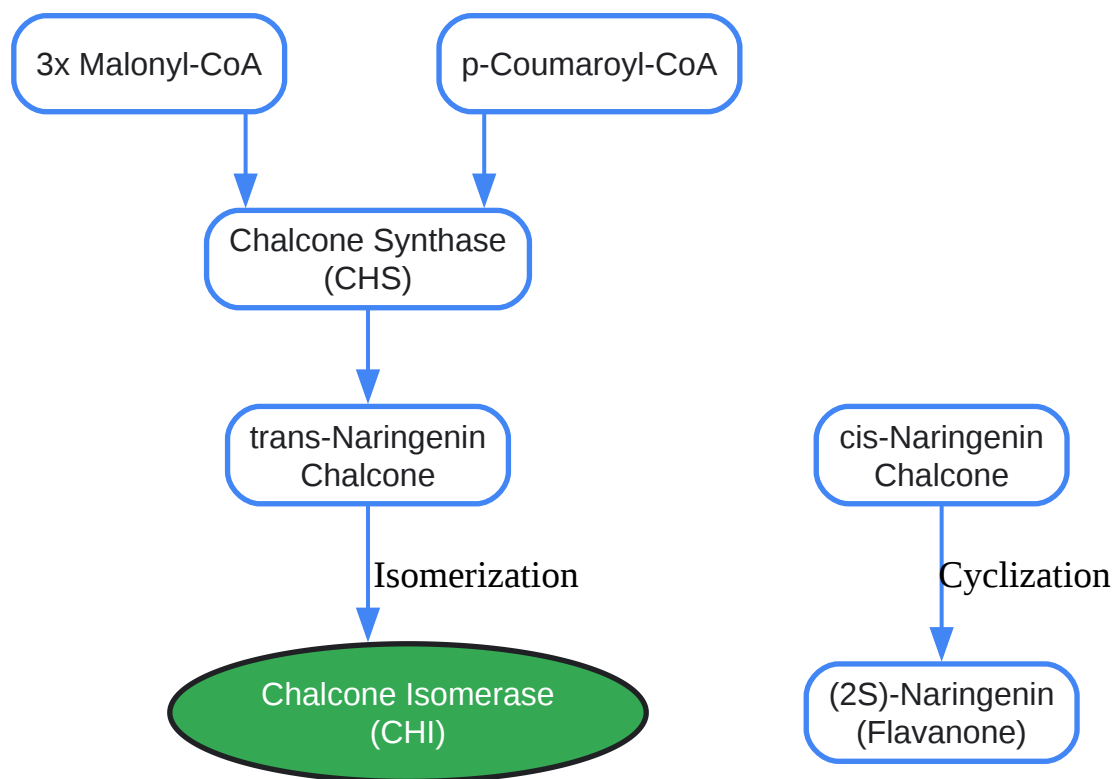 3x Malonyl-CoA
p-Coumaroyl-CoA
Chalcone Synthase
(CHS)
trans-Naringenin
Chalcone
cis-Naringenin
Chalcone
Isomerization
Cyclization
Chalcone Isomerase
(CHI)
(2S)-Naringenin
(Flavanone)